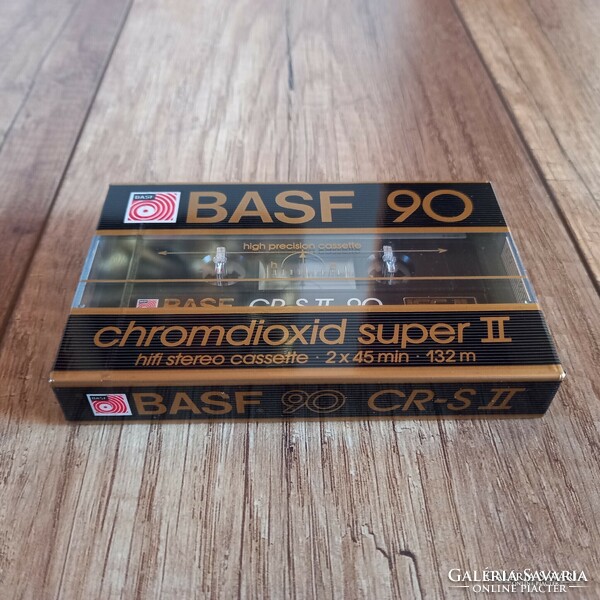 BASF
BASF 90
high precision cassette
BASF CR-S II 90
chromdioxid super II
hifi stereo cassette · 2 x 45 min · 132 m
BASF 90 CR-S II
GALÉRIA SAVARIA
ONLINE PIACTÉR